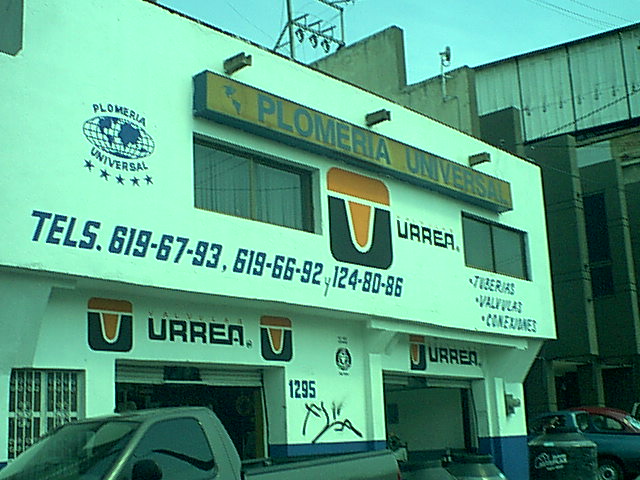 PLOMERIA UNIVERSAL
PLOMERIA
UNIVERSAL
URREA
TELS. 619-67-93, 619-66-92 y 124-80-86
• TUBERIAS
• VALVULAS
• CONEXIONES
VALVULAS
URREA
URREA
1295